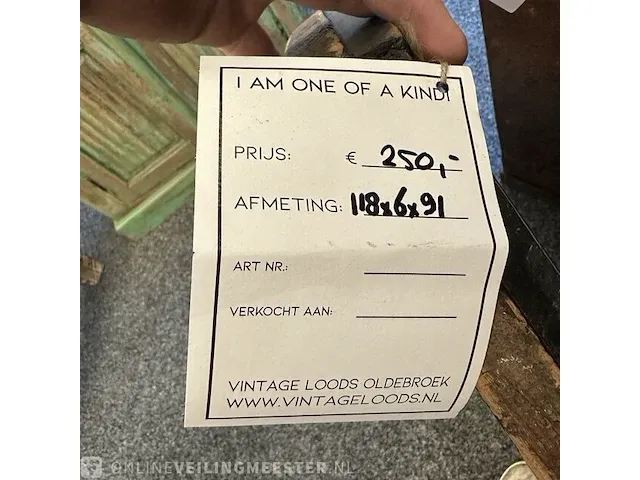 I AM ONE OF A KIND!
PRIJS: € 250,-
AFMETING: 118x6x91
ART NR.:
VERKOCHT AAN:
VINTAGE LOODS OLDEBROEK
WWW.VINTAGELOODS.NL
ONLINEVEILINGMEESTER.NL